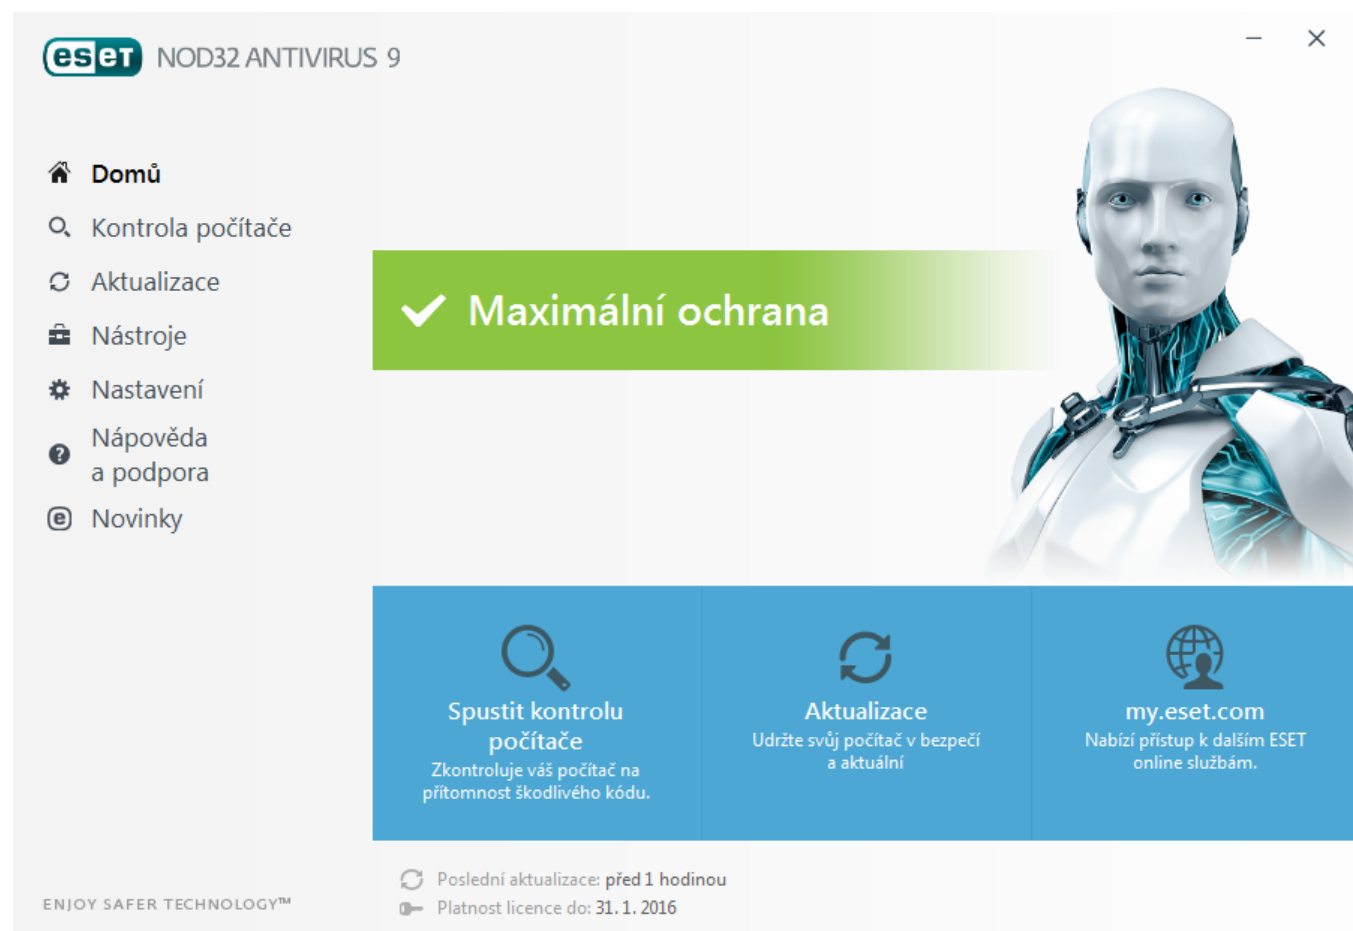 eset NOD32 ANTIVIRUS 9
Domů
Kontrola počítače
Aktualizace
Nástroje
Nastavení
Nápověda
a podpora
Novinky
Maximální ochrana
Spustit kontrolu
počítače
Zkontroluje váš počítač na
přítomnost škodlivého kódu.
Aktualizace
Udržte svůj počítač v bezpečí
a aktuální
my.eset.com
Nabízí přístup k dalším ESET
online službám.
Poslední aktualizace: před 1 hodinou
Platnost licence do: 31. 1. 2016
ENJOY SAFER TECHNOLOGY™